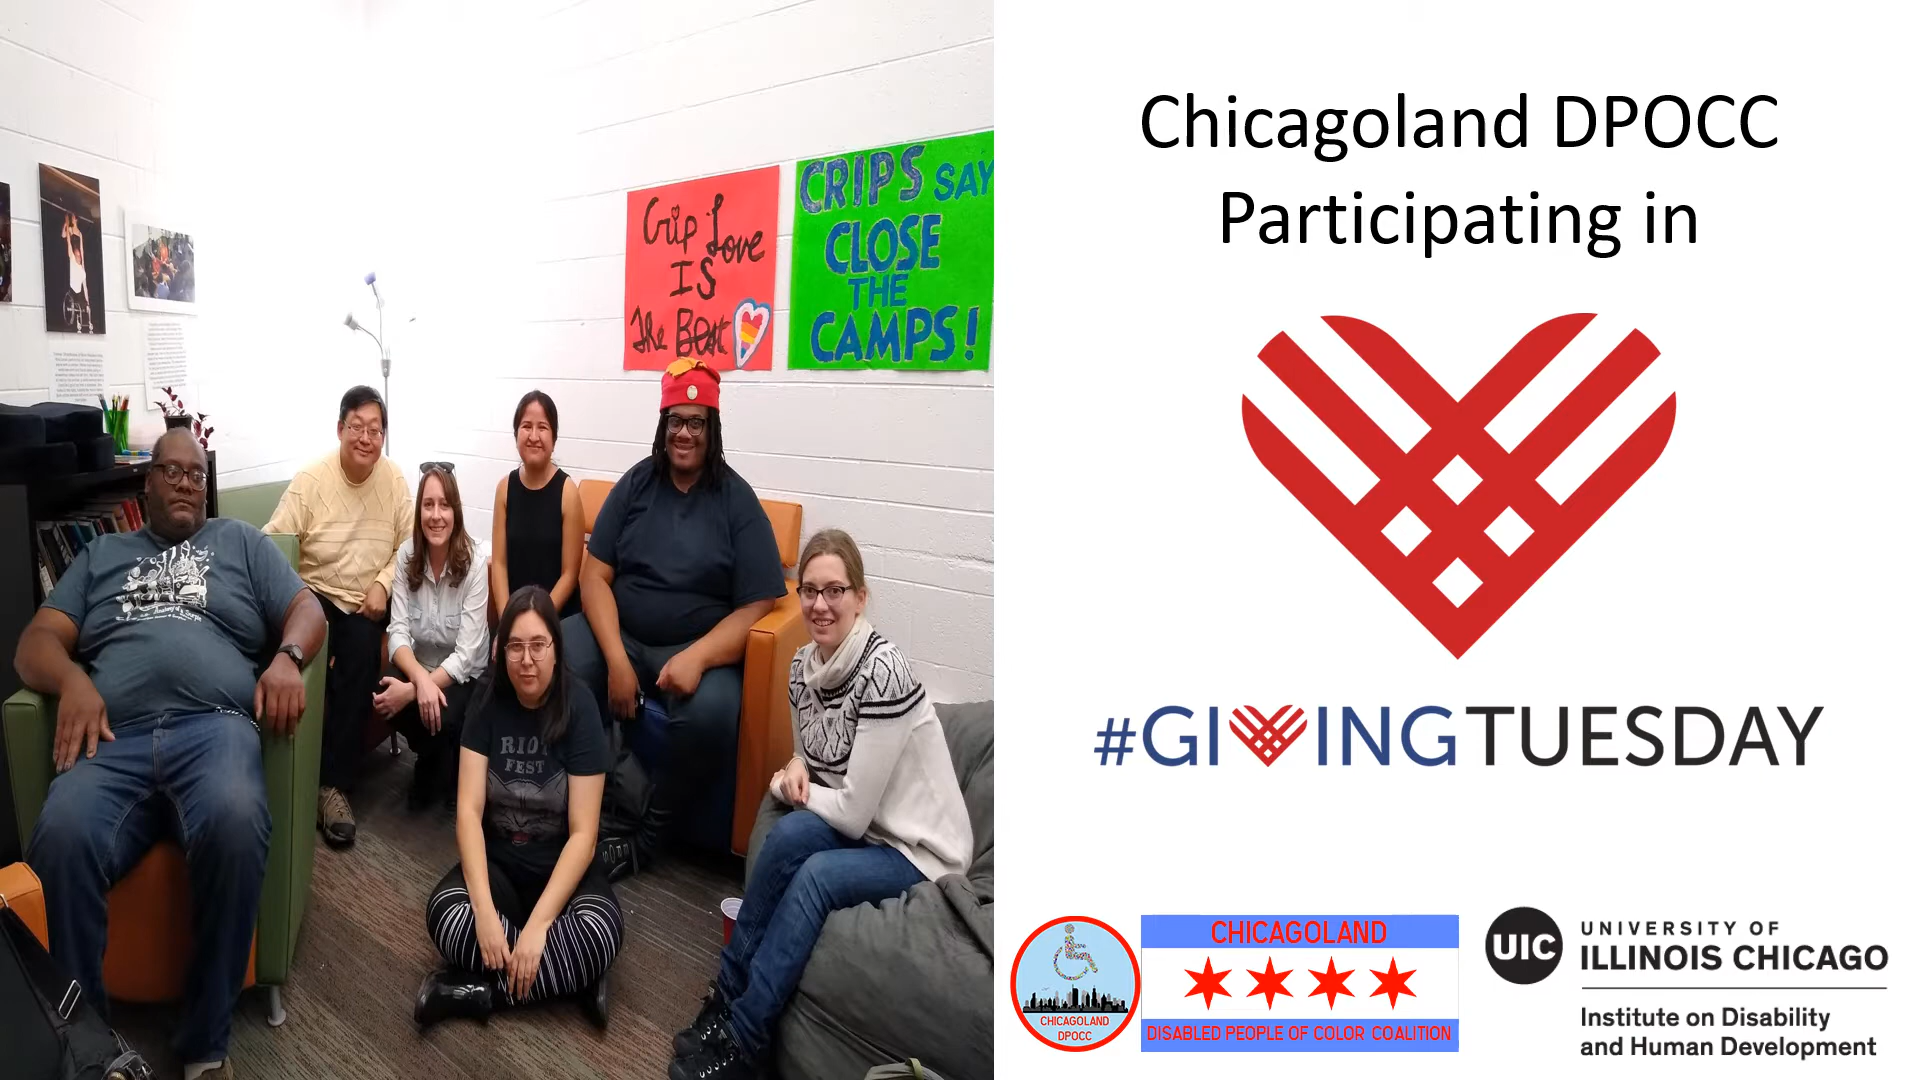 Crip Love
IS
The Best
CRIPS SAY
CLOSE
THE
CAMPS!
RIOT
FEST
Chicagoland DPOCC
Participating in
#GIVINGTUESDAY
CHICAGOLAND
DPOCC
CHICAGOLAND
DISABLED PEOPLE OF COLOR COALITION
UIC
UNIVERSITY OF
ILLINOIS CHICAGO
Institute on Disability
and Human Development